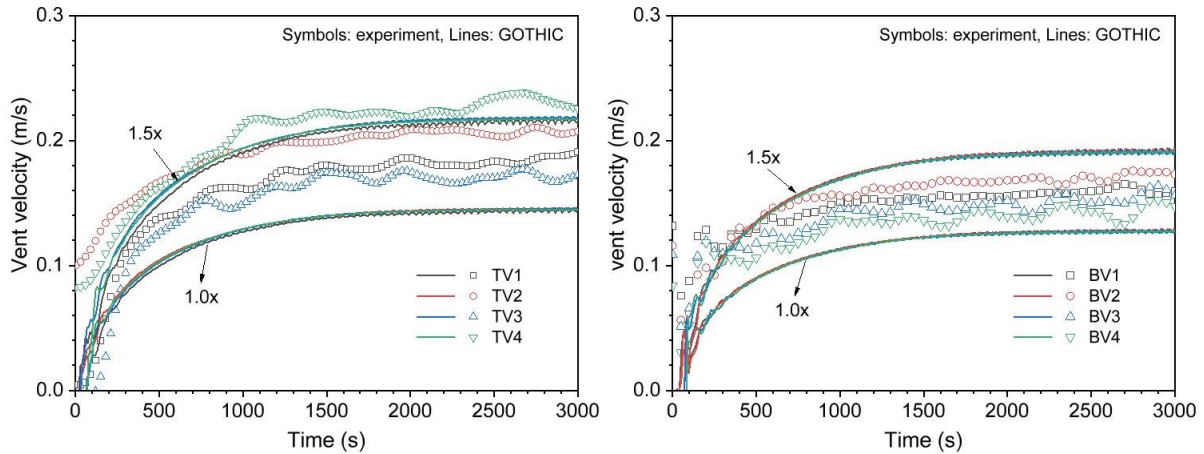 Symbols: experiment, Lines: GOTHIC
0.3
0.2
0.1
0.0
Vent velocity (m/s)
1.5x
1.0x
TV1
TV2
TV3
TV4
0 500 1000 1500 2000 2500 3000
Time (s)
Symbols: experiment, Lines: GOTHIC
0.3
0.2
0.1
0.0
vent velocity (m/s)
1.5x
1.0x
BV1
BV2
BV3
BV4
0 500 1000 1500 2000 2500 3000
Time (s)